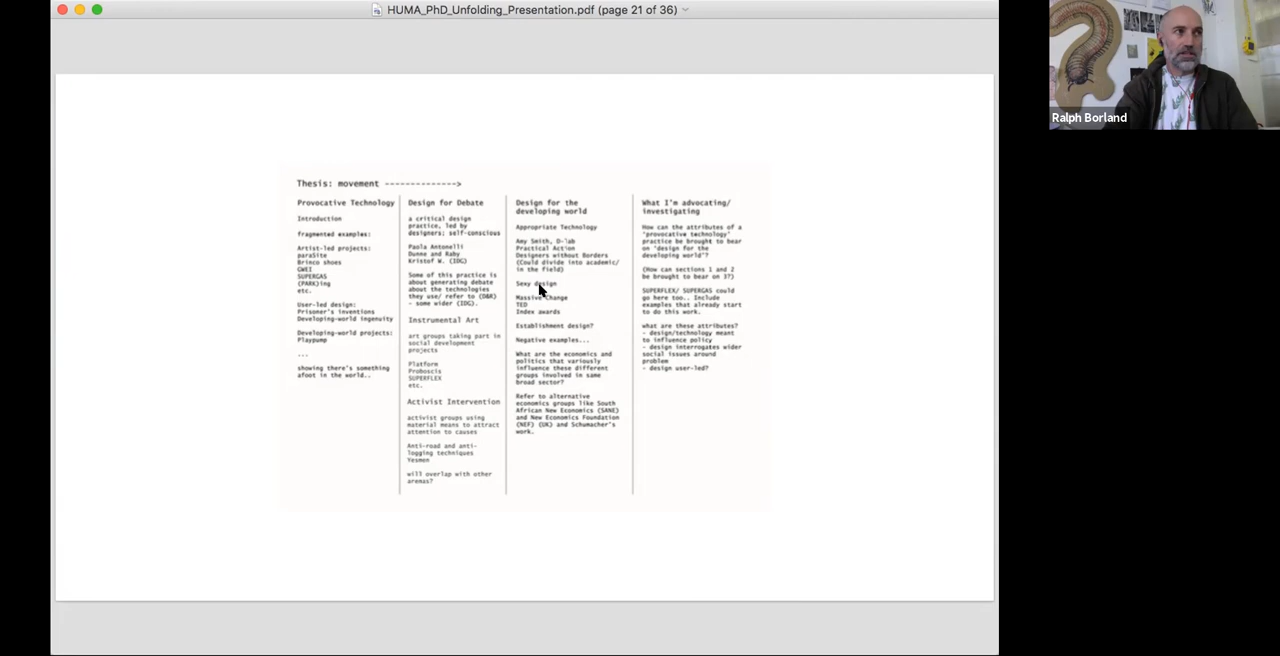 HUMA_PhD_Unfolding_Presentation.pdf (page 21 of 36)
Ralph Borland
Thesis: movement -------------->
Provocative Technology
Introduction
fragmented examples:
Artist-led projects:
paraSite
Brinco shoes
GWEI
SUPERGAS
(PARK)ing
etc.
User-led design:
Prisoner's inventions
Developing-world ingenuity
Developing-world projects:
Playpump
...
showing there's something
afoot in the world..
Design for Debate
a critical design
practice, led by
designers; self-conscious
Paola Antonelli
Dunne and Raby
Kristof W. (IDG)
Some of this practice is
about generating debate
about the technologies
they use/ refer to (D&R)
- some wider (IDG).
Instrumental Art
art groups taking part in
social development
projects
Platform
Proboscis
SUPERFLEX
etc.
Activist Intervention
activist groups using
material means to attract
attention to causes
Anti-road and anti-
logging techniques
Yesmen
will overlap with other
arenas?
Design for the
developing world
Appropriate Technology
Amy Smith, D-lab
Practical Action
Designers without Borders
(Could divide into academic/
in the field)
Sexy design
Massive Change
TED
Index awards
Establishment design?
Negative examples...
What are the economics and
politics that variously
influence these different
groups involved in same
broad sector?
Refer to alternative
economics groups like South
African New Economics (SANE)
and New Economics Foundation
(NEF) (UK) and Schumacher's
work.
What I'm advocating/
investigating
How can the attributes of a
'provocative technology'
practice be brought to bear
on 'design for the
developing world'?
(How can sections 1 and 2
be brought to bear on 3?)
SUPERFLEX/ SUPERGAS could
go here too.. Include
examples that already start
to do this work.
what are these attributes?
- design/technology meant
to influence policy
- design interrogates wider
social issues around
problem
- design user-led?